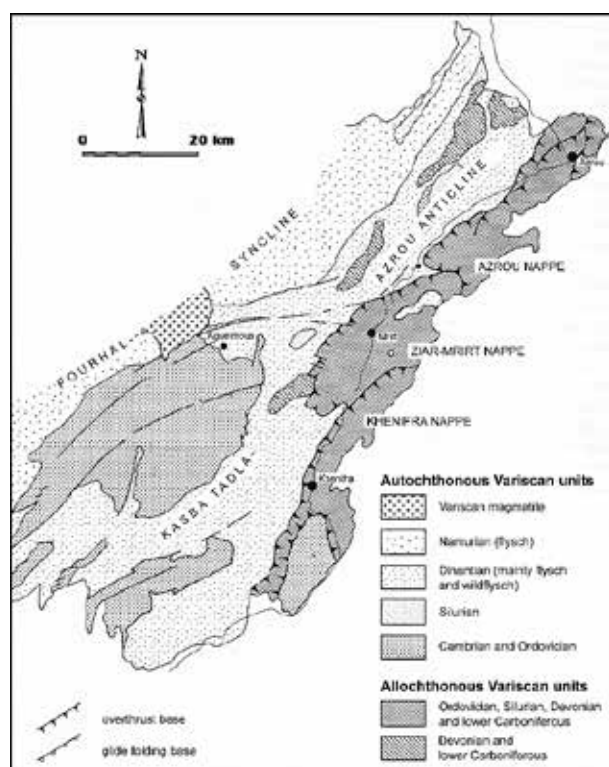 N
0 20 km
AZROU ANTICLINE
SYNCLINE
AZROU NAPPE
FOURHAL
Mrirt
ZIAR-MRIRT NAPPE
KHENIFRA NAPPE
Khenifra
KASBA TADLA
Autochthonous Variscan units
Variscan magmatite
Namurian (flysch)
Dinantian (mainly flysch
and wildflysch)
Silurian
Cambrian and Ordovician
Allochthonous Variscan units
Ordovician, Silurian, Devonian
and lower Carboniferous
Devonian and
lower Carboniferous
overthrust base
glide folding base